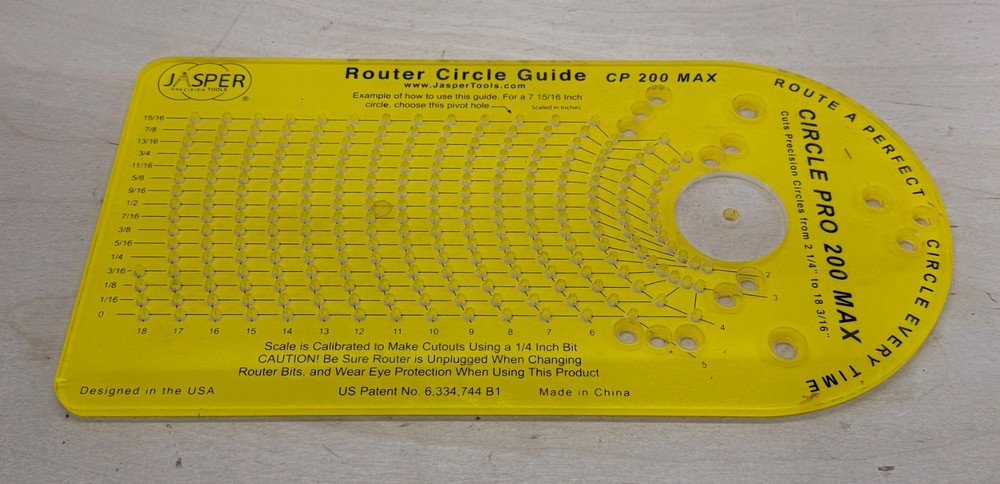 JASPER
PRECISION TOOLS
®
Router Circle Guide CP 200 MAX
www.JasperTools.com
Example of how to use this guide. For a 7 15/16 Inch
circle, choose this pivot hole
Scaled in Inches
15/16
7/8
13/16
3/4
11/16
5/8
9/16
1/2
7/16
3/8
5/16
1/4
3/16
1/8
1/16
0
18 17 16 15 14 13 12 11 10 9 8 7 6
5
4
3
2
Scale is Calibrated to Make Cutouts Using a 1/4 Inch Bit
CAUTION! Be Sure Router is Unplugged When Changing
Router Bits, and Wear Eye Protection When Using This Product
Designed in the USA
US Patent No. 6,334,744 B1
Made in China
CIRCLE PRO 200 MAX
Cuts Precision Circles from 2 1/4" to 18 3/16"
ROUTE A PERFECT CIRCLE EVERY TIME